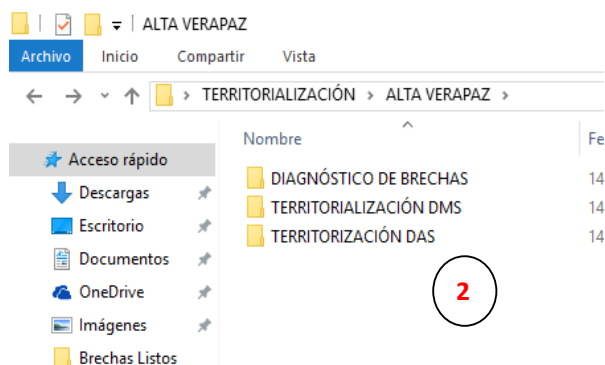 ALTA VERAPAZ
Archivo Inicio Compartir Vista
TERRITORIALIZACIÓN > ALTA VERAPAZ >
Nombre Fe
Acceso rápido
DIAGNÓSTICO DE BRECHAS 14
Descargas
TERRITORIALIZACIÓN DMS 14
Escritorio
TERRITORIZACIÓN DAS 14
Documentos
OneDrive
2
Imágenes
Brechas Listos